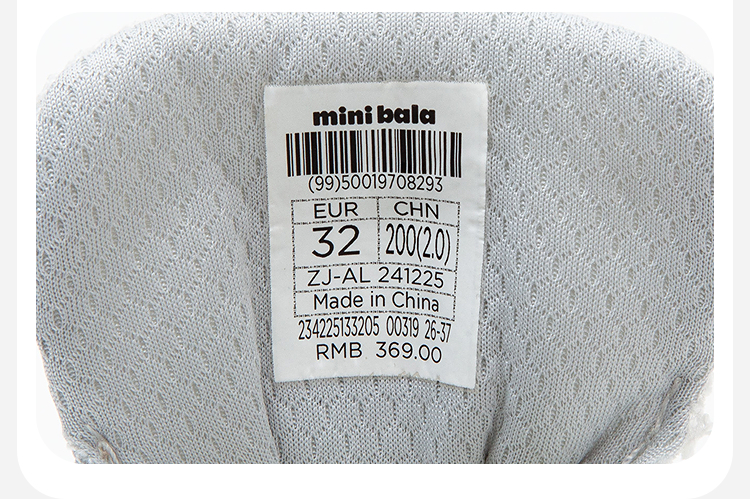 mini bala
(99)50019708293
EUR CHN
32 200(2.0)
ZJ-AL 241225
Made in China
234225133205 00319 26-37
RMB 369.00